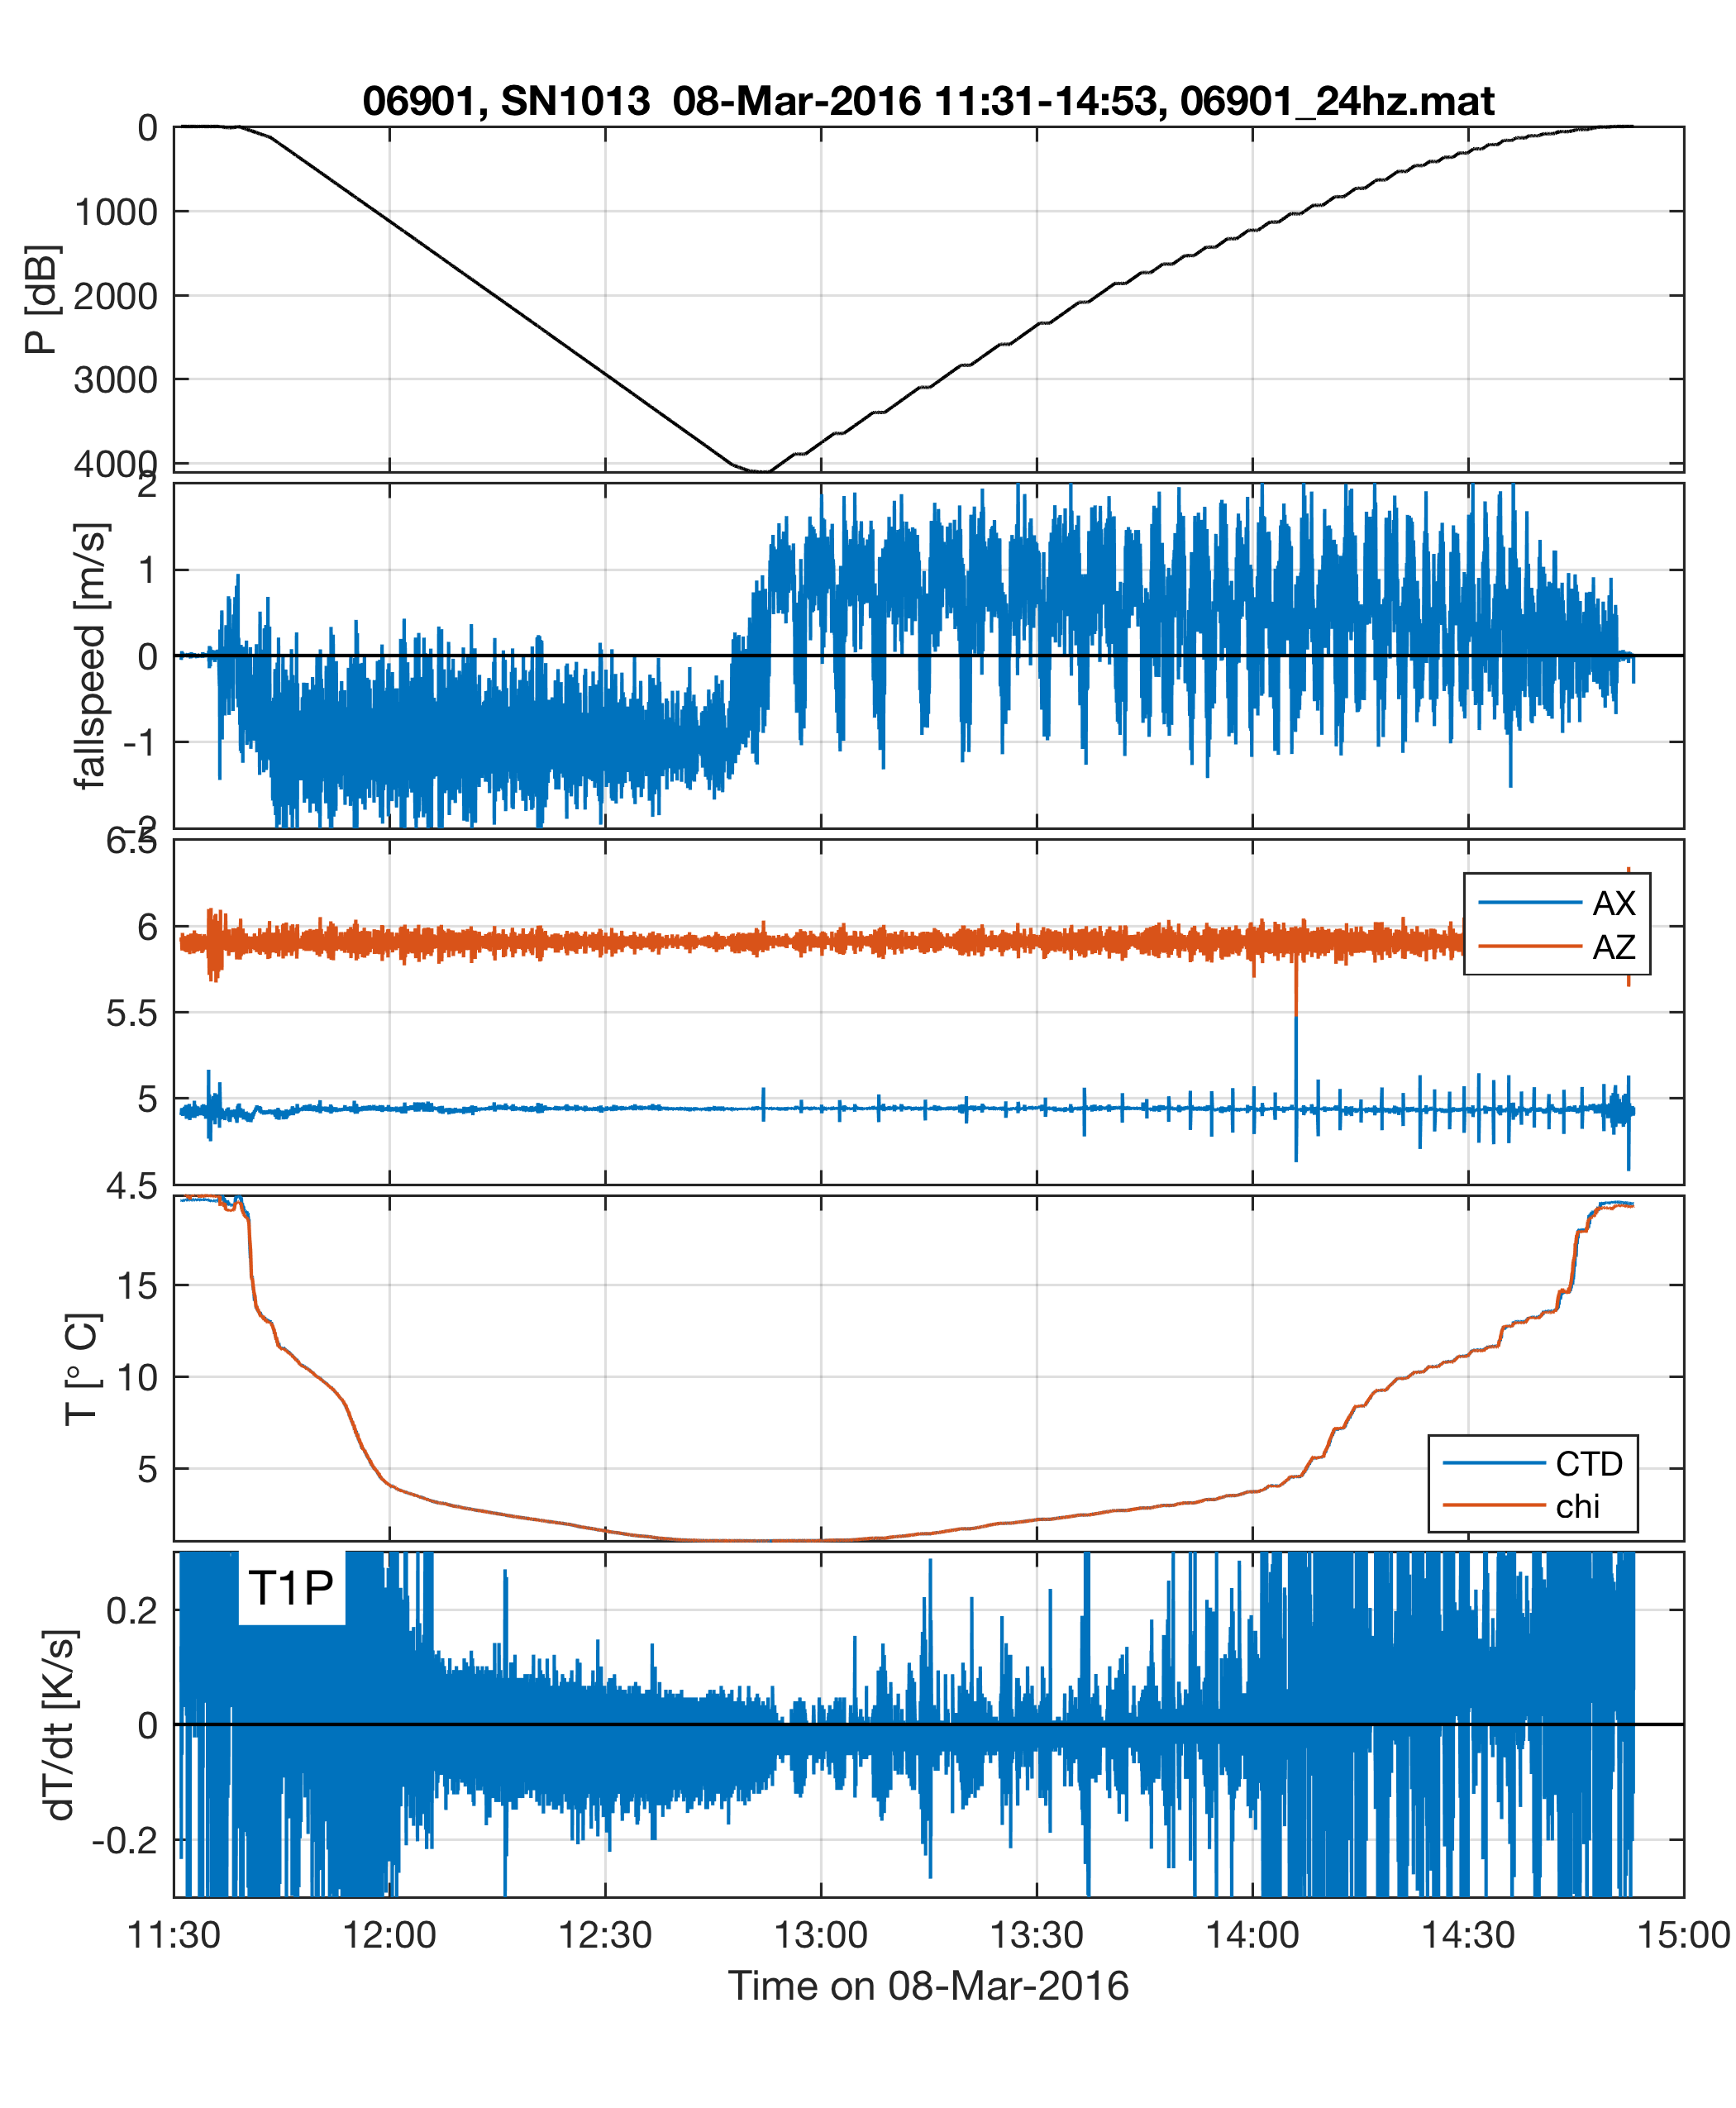 06901, SN1013  08-Mar-2016 11:31-14:53, 06901_24hz.mat
0
1000
2000
3000
4000
P [dB]
2
1
0
-1
-2
fallspeed [m/s]
6.5
6
5.5
5
4.5
AX
AZ
15
10
5
T [° C]
CTD
chi
T1P
0.2
0
-0.2
dT/dt [K/s]
11:30 12:00 12:30 13:00 13:30 14:00 14:30 15:00
Time on 08-Mar-2016